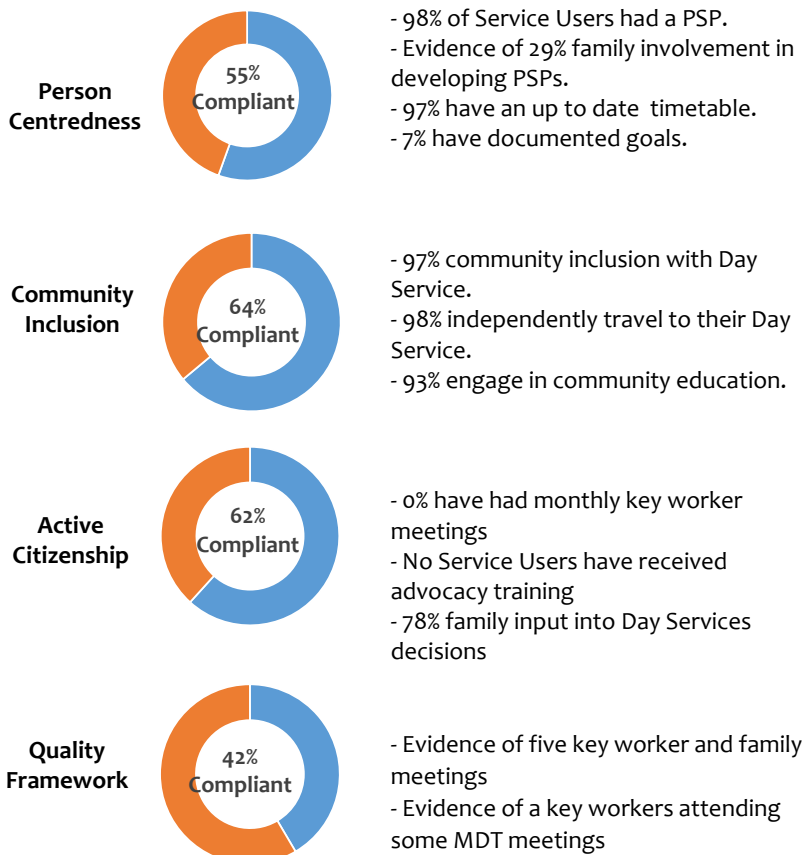 Person
Centredness
55%
Compliant
- 98% of Service Users had a PSP.
- Evidence of 29% family involvement in
developing PSPs.
- 97% have an up to date timetable.
- 7% have documented goals.
Community
Inclusion
64%
Compliant
- 97% community inclusion with Day
Service.
- 98% independently travel to their Day
Service.
- 93% engage in community education.
Active
Citizenship
62%
Compliant
- 0% have had monthly key worker
meetings
- No Service Users have received
advocacy training
- 78% family input into Day Services
decisions
Quality
Framework
42%
Compliant
- Evidence of five key worker and family
meetings
- Evidence of a key workers attending
some MDT meetings